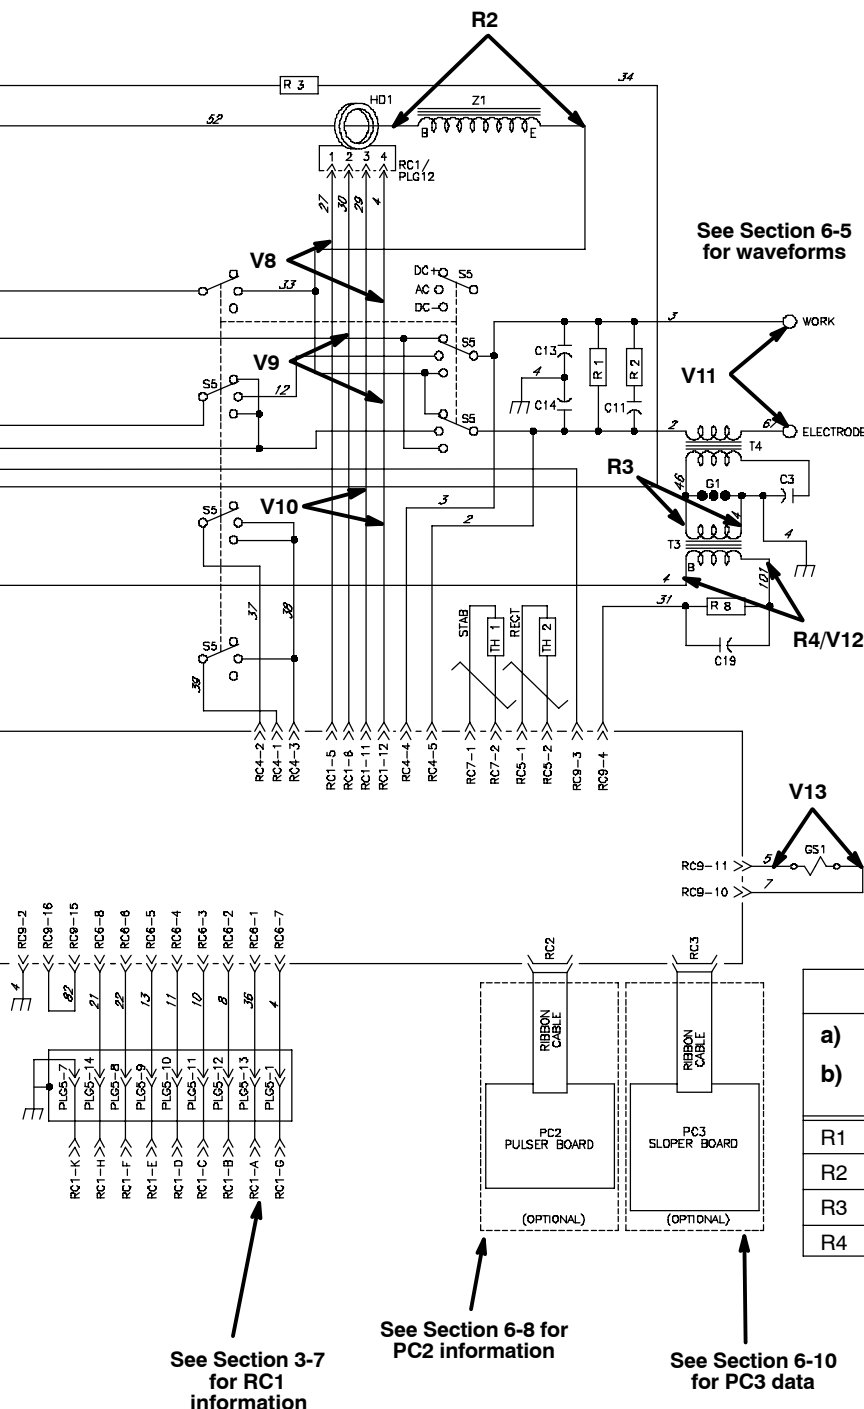 R2
34
R 3
HD1
Z1
52
B
E
1 2 3 4
RC1/
PLG12
27
30
29
4
See Section 6-5
for waveforms
V8
DC+
S5
AC
DC-
33
3
WORK
S5
C13
R 1
R 2
V9
V11
4
S5
12
C14
C11
S5
2
67
ELECTRODE
T4
R3
46
G1
C3
V10
3
S5
2
4
T3
B
4
101
31
R 8
37
38
STAB
TH 1
RECT
TH 2
R4/V12
S5
C19
39
RC4-2
RC4-1
RC4-3
RC1-5
RC1-6
RC1-11
RC1-12
RC4-4
RC4-5
RC7-1
RC7-2
RC5-1
RC5-2
RC9-3
RC9-4
V13
RC9-11
5
GS1
RC9-10
7
RC9-2
RC9-16
RC9-15
RC6-8
RC6-6
RC6-5
RC6-4
RC6-3
RC6-2
RC6-1
RC6-7
RC2
RC3
4
82
21
22
13
11
10
8
36
4
RIBBON
CABLE
RIBBON
CABLE
a)
b)
PLG5-7
PLG5-14
PLG5-8
PLG5-9
PLG5-10
PLG5-11
PLG5-12
PLG5-13
PLG5-1
PC2
PULSER BOARD
PC3
SLOPER BOARD
R1
R2
R3
R4
RC1-K
RC1-H
RC1-F
RC1-E
RC1-D
RC1-C
RC1-B
RC1-A
RC1-G
(OPTIONAL)
(OPTIONAL)
See Section 3-7
for RC1
information
See Section 6-8 for
PC2 information
See Section 6-10
for PC3 data